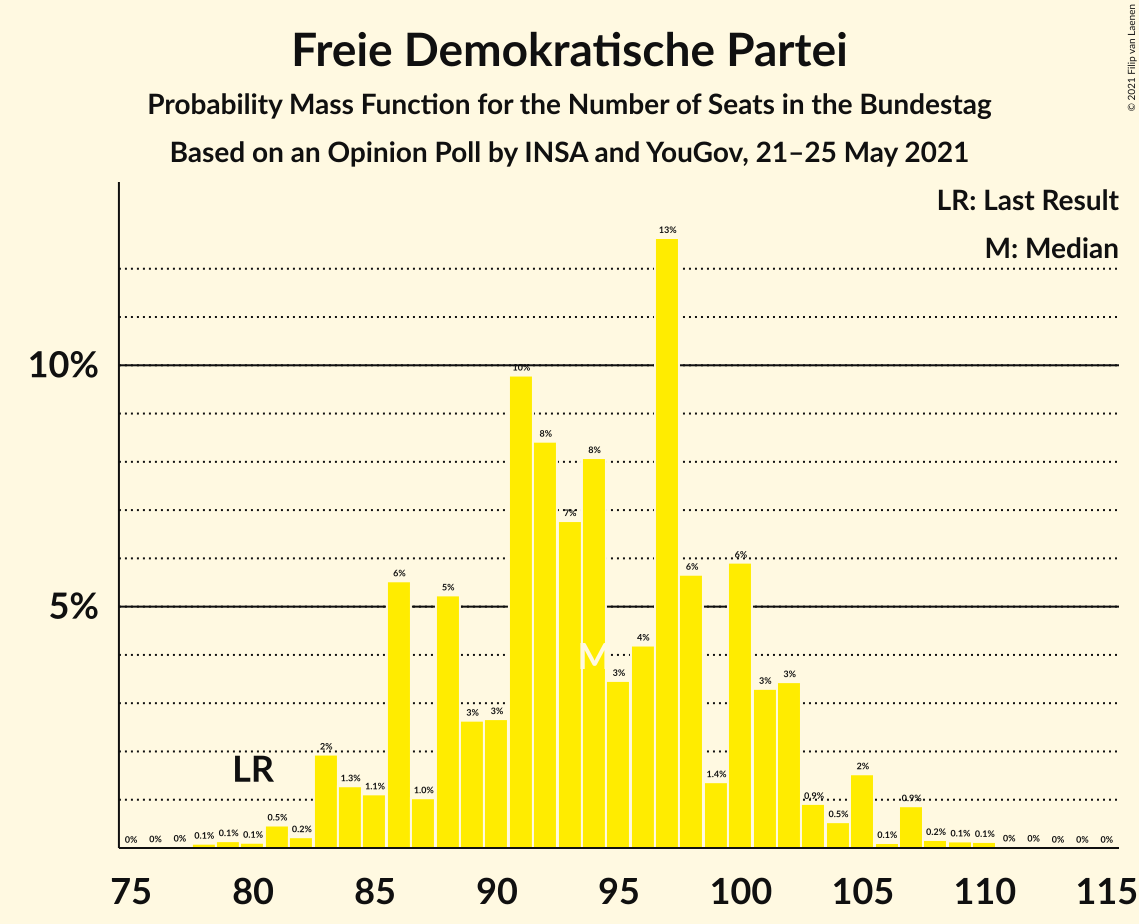 Freie Demokratische Partei
Probability Mass Function for the Number of Seats in the Bundestag
Based on an Opinion Poll by INSA and YouGov, 21–25 May 2021
© 2021 Filip van Laenen
LR: Last Result
M: Median
10%
5%
0% 0% 0% 0.1% 0.1% 0.1% 0.5% 0.2% 2% 1.3% 1.1% 6% 1.0% 5% 3% 3% 10% 8% 7% 8% 3% 4% 13% 6% 1.4% 6% 3% 3% 0.9% 0.5% 2% 0.1% 0.9% 0.2% 0.1% 0.1% 0% 0% 0% 0% 0%
LR
M
75 80 85 90 95 100 105 110 115